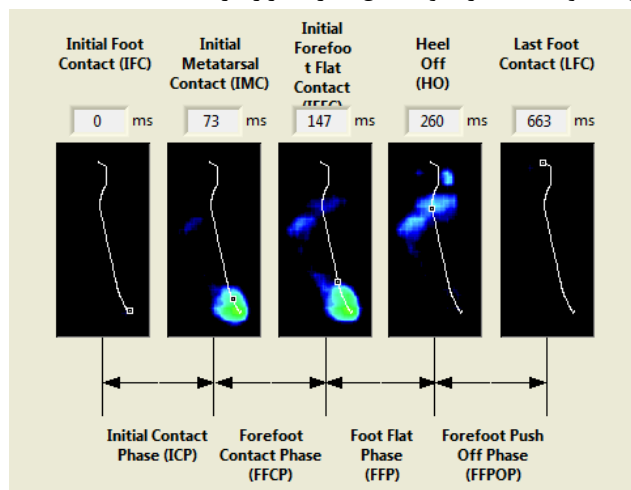 Initial Foot
Contact (IFC)
Initial
Metatarsal
Contact (IMC)
Initial
Forefoo
t Flat
Contact
Heel
Off
(HO)
Last Foot
Contact (LFC)
0 ms
73 ms
147 ms
260 ms
663 ms
Initial Contact
Phase (ICP)
Forefoot
Contact Phase
(FFCP)
Foot Flat
Phase
(FFP)
Forefoot Push
Off Phase
(FFPOP)